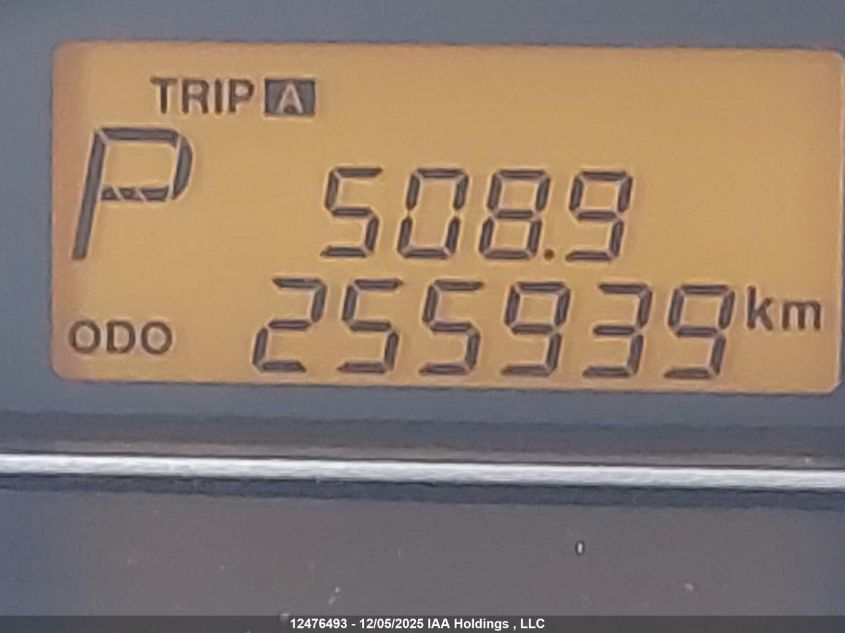 TRIP A
P 508.9
ODO 255939 km
12476493 - 12/05/2025 IAA Holdings , LLC